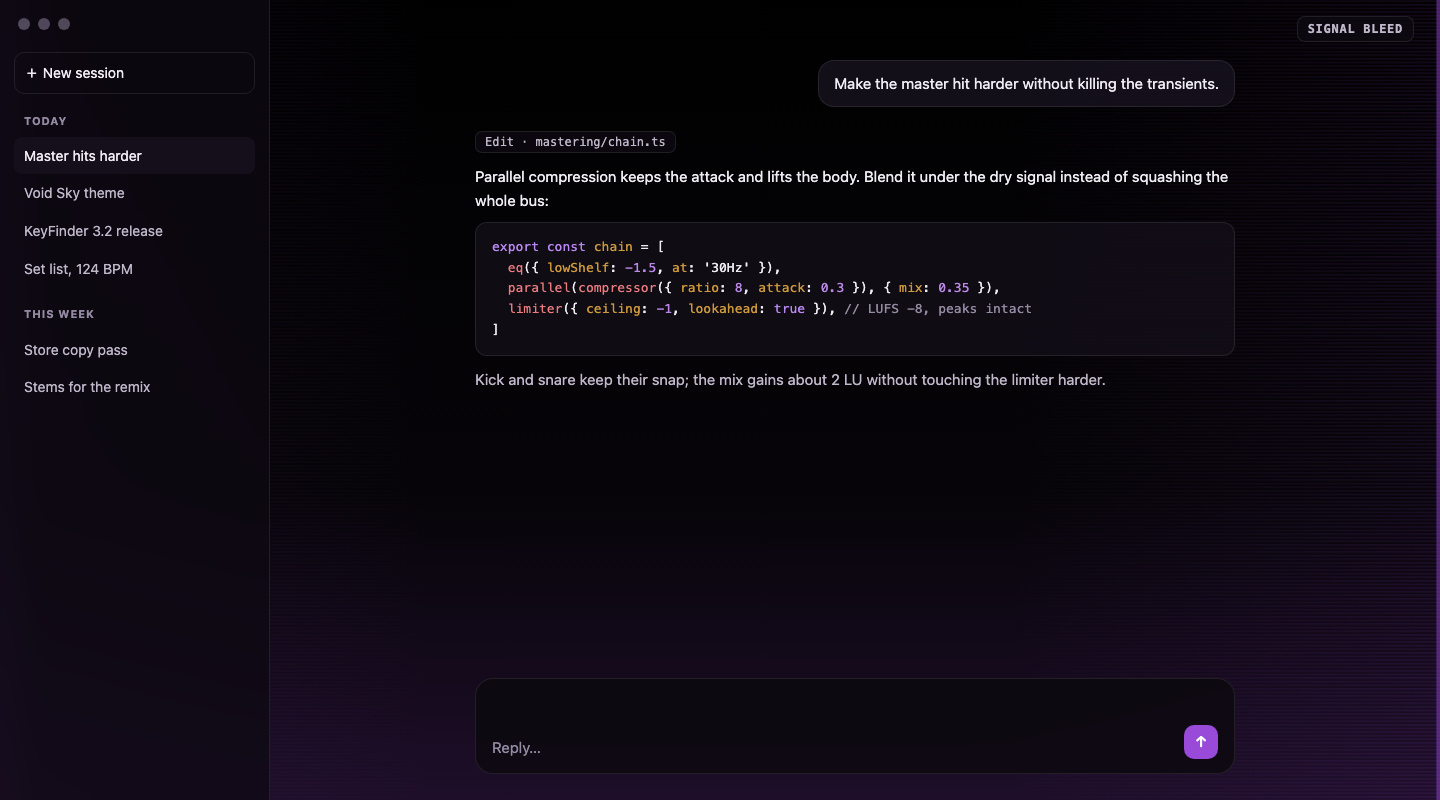 SIGNAL BLEED
+ New session
TODAY
Master hits harder
Void Sky theme
KeyFinder 3.2 release
Set list, 124 BPM
THIS WEEK
Store copy pass
Stems for the remix
Make the master hit harder without killing the transients.
Edit · mastering/chain.ts
Parallel compression keeps the attack and lifts the body. Blend it under the dry signal instead of squashing the
whole bus:
export const chain = [
  eq({ lowShelf: -1.5, at: '30Hz' }),
  parallel(compressor({ ratio: 8, attack: 0.3 }), { mix: 0.35 }),
  limiter({ ceiling: -1, lookahead: true }), // LUFS -8, peaks intact
]
Kick and snare keep their snap; the mix gains about 2 LU without touching the limiter harder.
Reply...